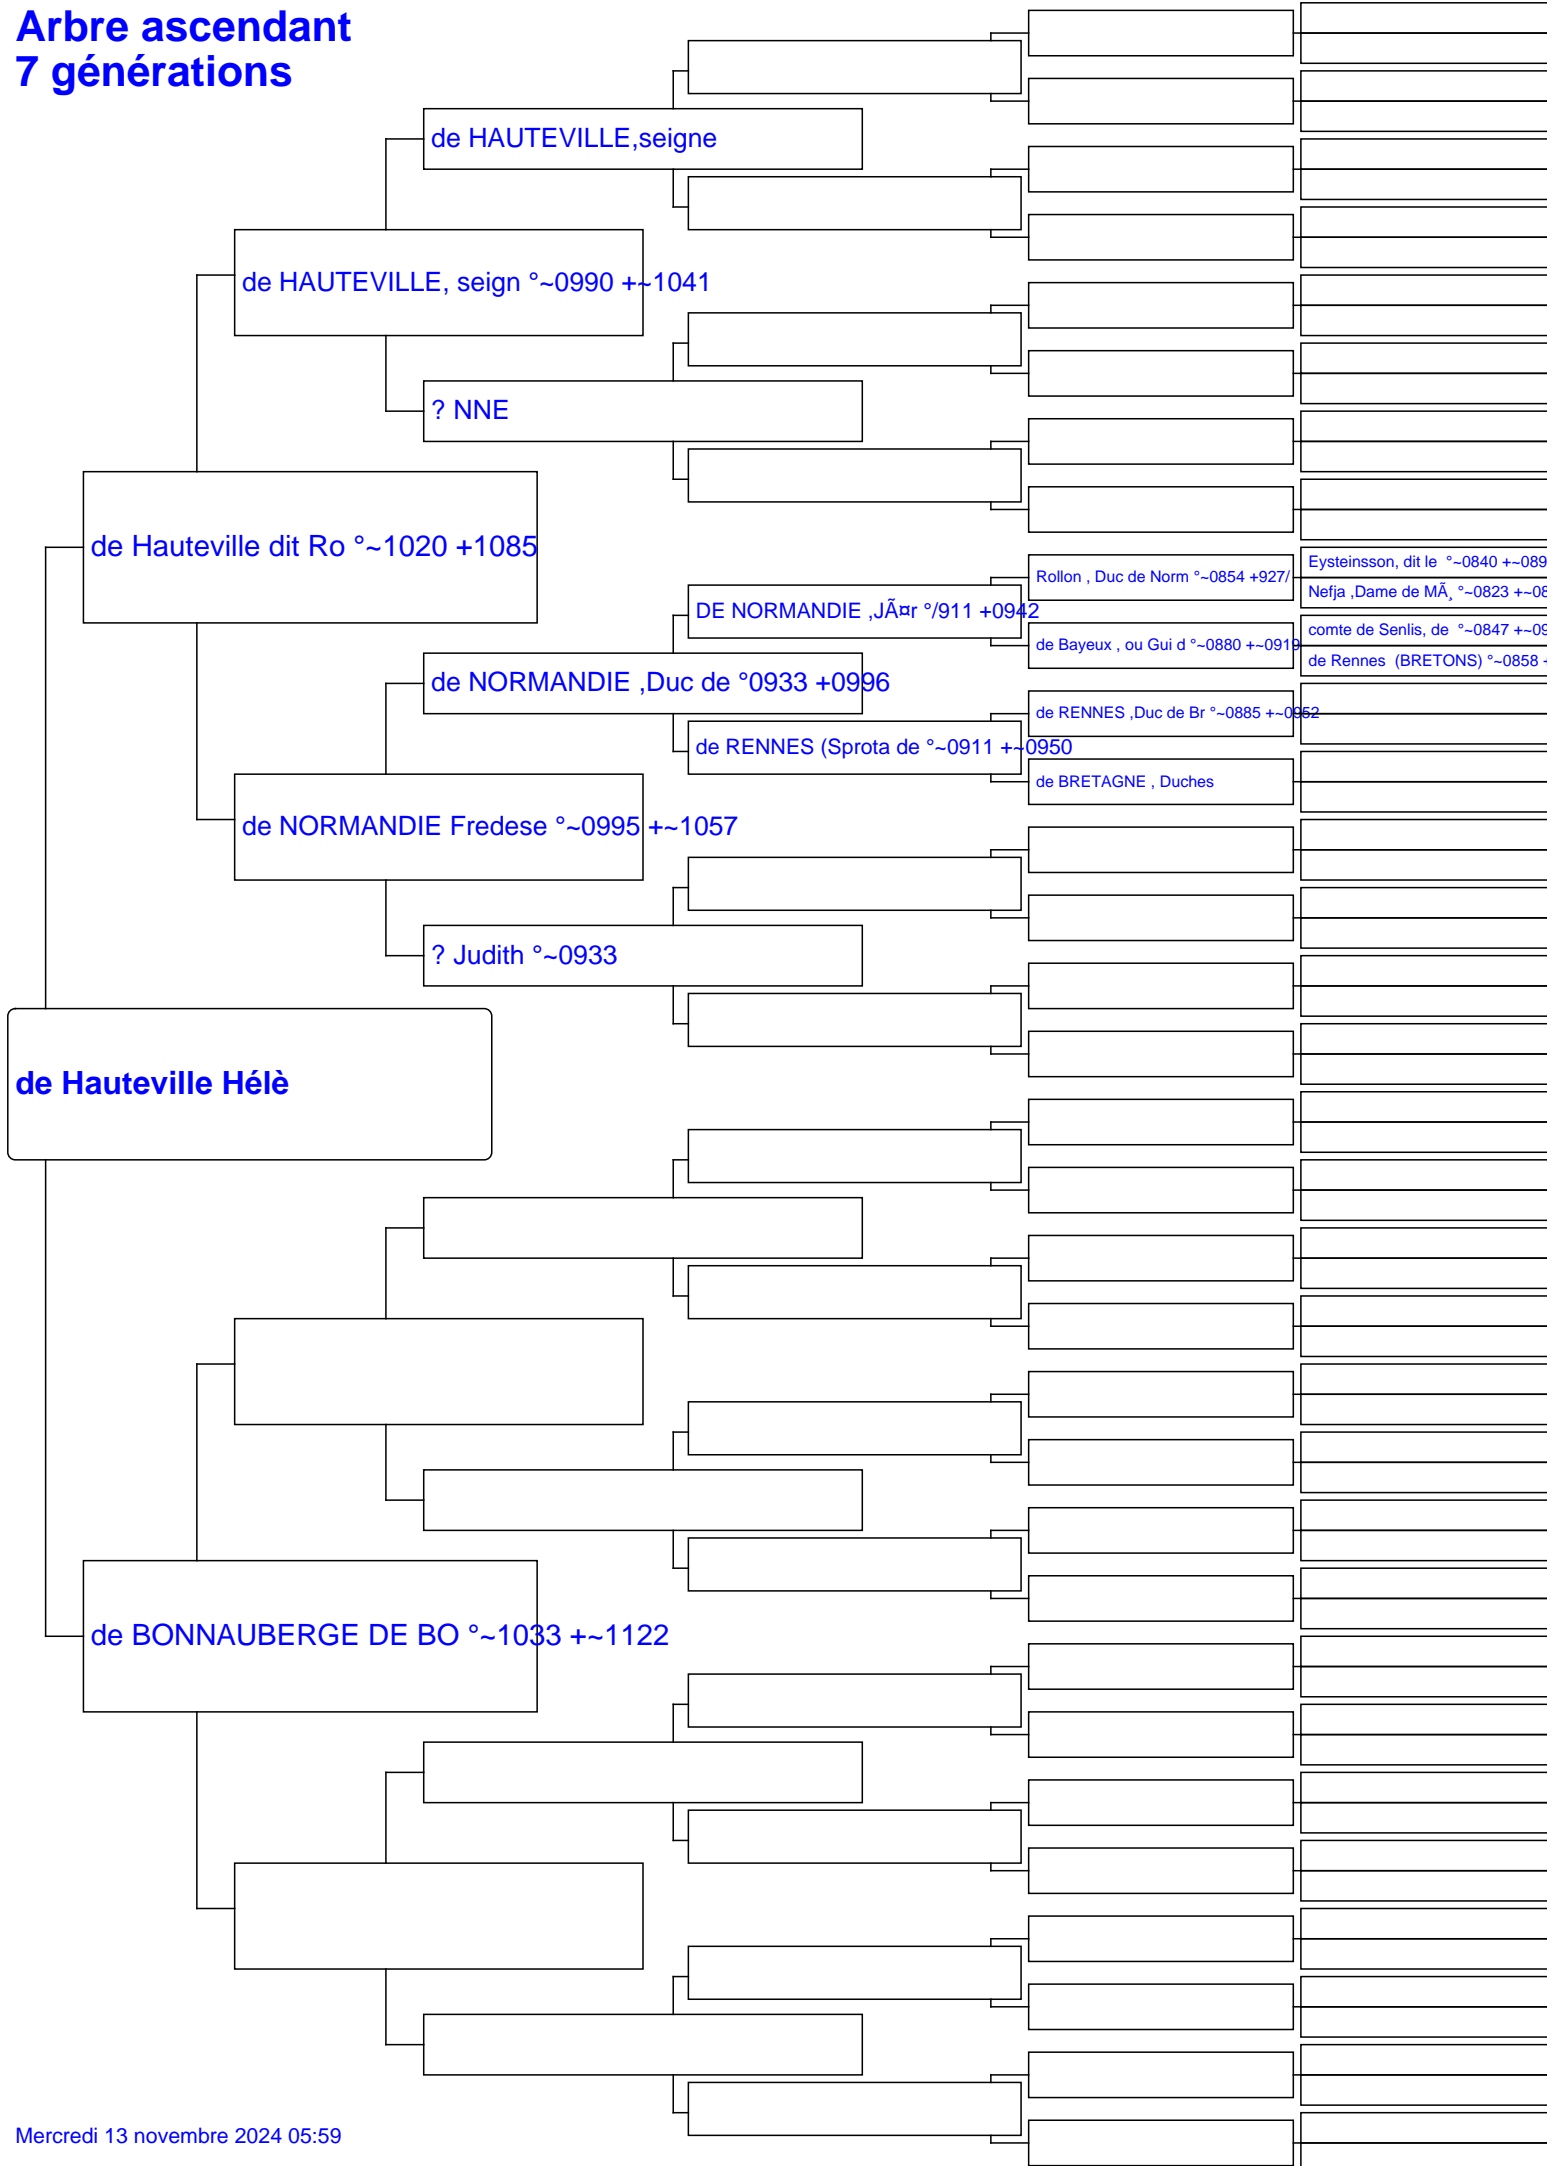 Arbre ascendant
7 générations
de HAUTEVILLE,seigne
de HAUTEVILLE, seign °~0990 +~1041
? NNE
de Hauteville dit Ro °~1020 +1085
Eysteinsson, dit le °~0840 +~089
Rollon , Duc de Norm °~0854 +927/
Nefja ,Dame de MÃ¸ °~0823 +~08
DE NORMANDIE ,JÃ¤r °/911 +0942
comte de Senlis, de °~0847 +~09
de Bayeux , ou Gui d °~0880 +~0919
de Rennes (BRETONS) °~0858 +
de NORMANDIE ,Duc de °0933 +0996
de RENNES ,Duc de Br °~0885 +~0952
de RENNES (Sprota de °~0911 +~0950
de BRETAGNE , Duches
de NORMANDIE Fredese °~0995 +~1057
? Judith °~0933
de Hauteville Hélè
de BONNAUBERGE DE BO °~1033 +~1122
Mercredi 13 novembre 2024 05:59